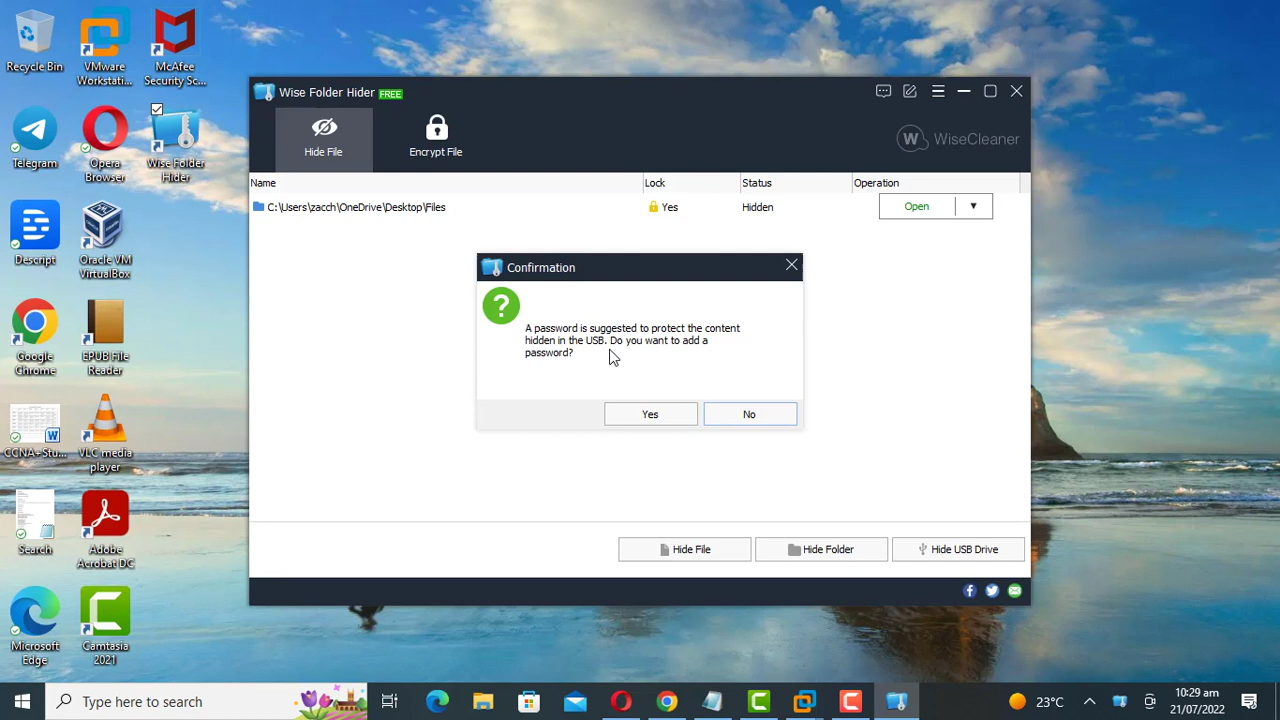 Recycle Bin
VMware
Workstati...
McAfee
Security Sc...
Telegram
Opera
Browser
Wise Folder
Hider
Descript
Oracle VM
VirtualBox
Google
Chrome
EPUB File
Reader
CCNA+Stu...
VLC media
player
Search
Adobe
Acrobat DC
Microsoft
Edge
Camtasia
2021
Wise Folder Hider FREE
Hide File
Encrypt File
W WiseCleaner
Name Lock Status Operation
C:\Users\zacch\OneDrive\Desktop\Files Yes Hidden Open
Confirmation
?
A password is suggested to protect the content
hidden in the USB. Do you want to add a
password?
Yes No
Hide File Hide Folder Hide USB Drive
Type here to search
23°C
10:29 am
21/07/2022